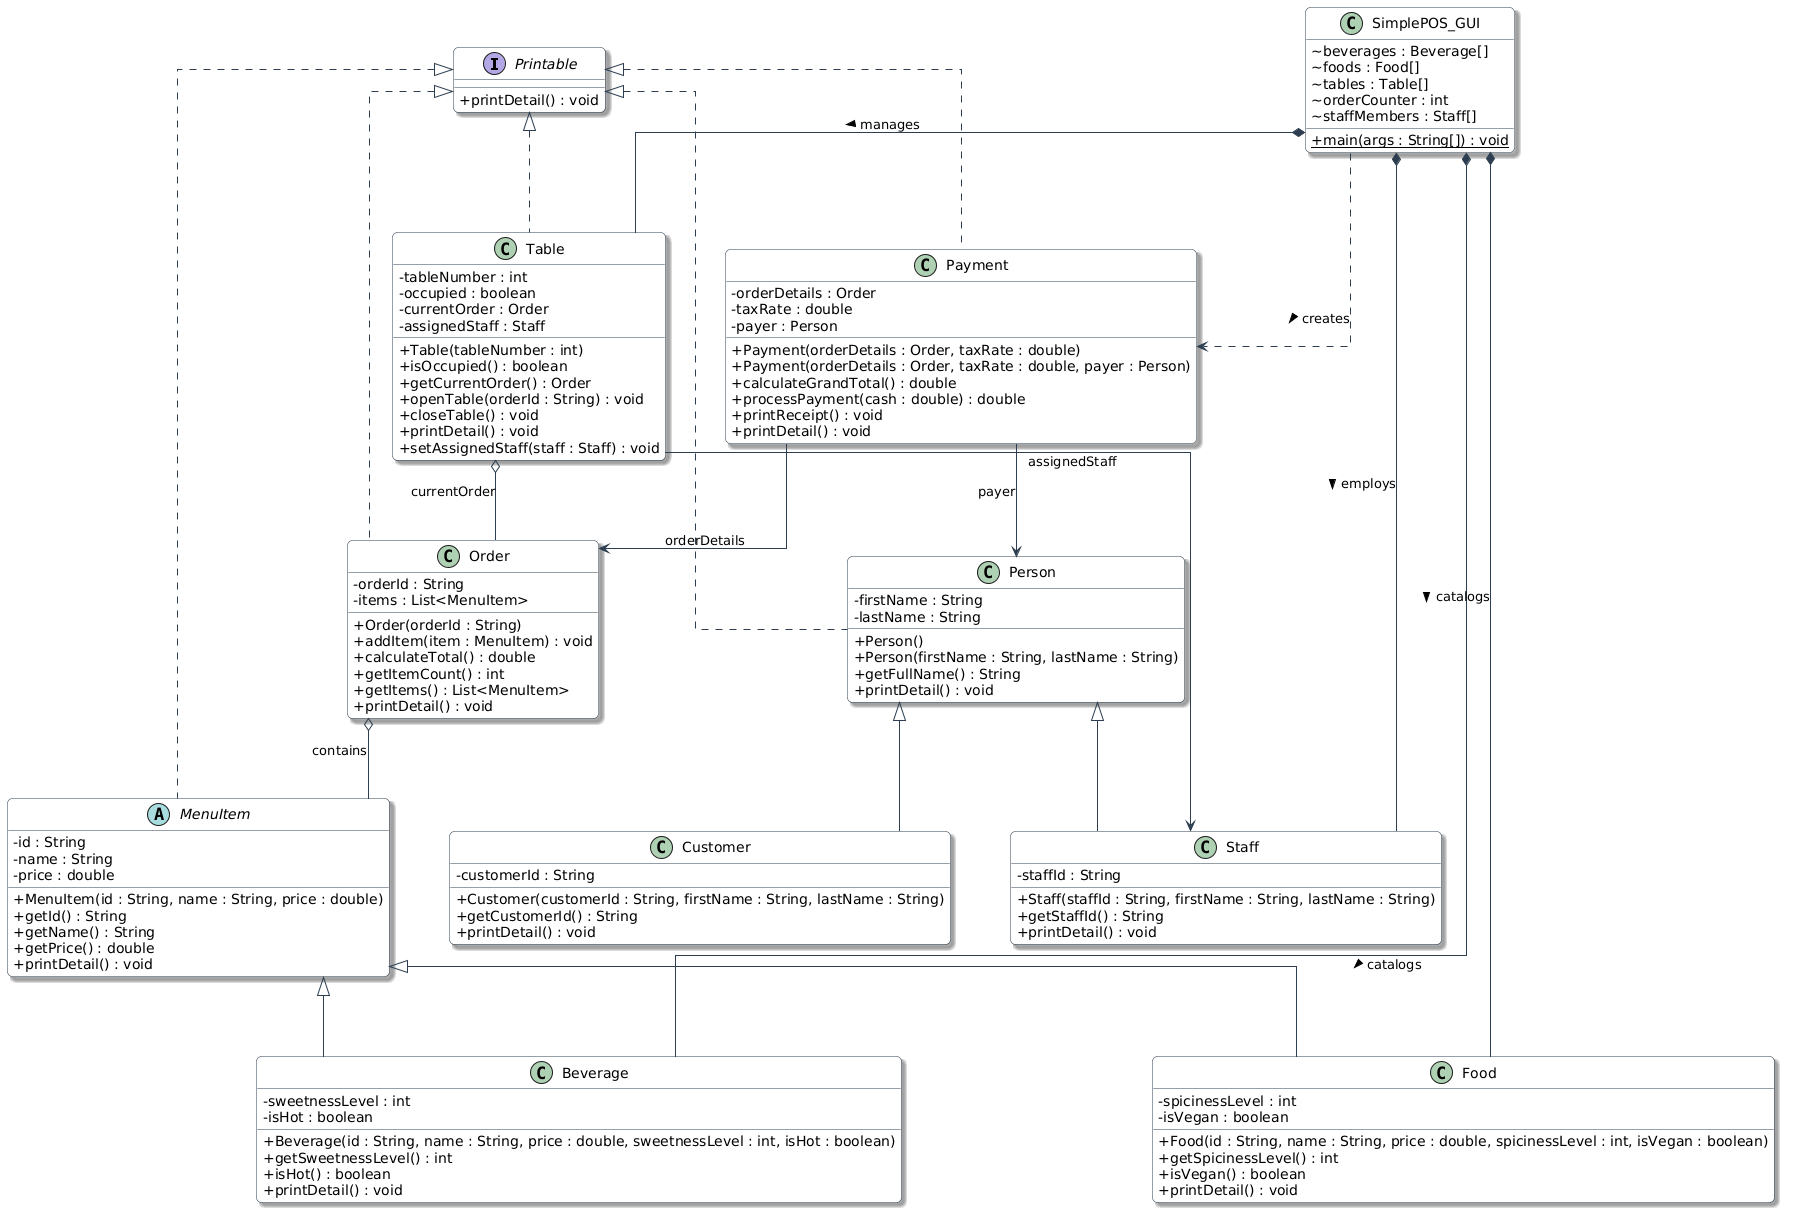 C SimplePOS_GUI
~beverages : Beverage[]
~foods : Food[]
~tables : Table[]
~orderCounter : int
~staffMembers : Staff[]
+main(args : String[]) : void
I Printable
+printDetail() : void
manages
C Table
-tableNumber : int
-occupied : boolean
-currentOrder : Order
-assignedStaff : Staff
+Table(tableNumber : int)
+isOccupied() : boolean
+getCurrentOrder() : Order
+openTable(orderId : String) : void
+closeTable() : void
+printDetail() : void
+setAssignedStaff(staff : Staff) : void
C Payment
-orderDetails : Order
-taxRate : double
-payer : Person
+Payment(orderDetails : Order, taxRate : double)
+Payment(orderDetails : Order, taxRate : double, payer : Person)
+calculateGrandTotal() : double
+processPayment(cash : double) : double
+printReceipt() : void
+printDetail() : void
creates
assignedStaff
currentOrder
payer
employs
orderDetails
C Order
-orderId : String
-items : List<MenuItem>
+Order(orderId : String)
+addItem(item : MenuItem) : void
+calculateTotal() : double
+getItemCount() : int
+getItems() : List<MenuItem>
+printDetail() : void
C Person
-firstName : String
-lastName : String
+Person()
+Person(firstName : String, lastName : String)
+getFullName() : String
+printDetail() : void
catalogs
contains
A MenuItem
-id : String
-name : String
-price : double
+MenuItem(id : String, name : String, price : double)
+getId() : String
+getName() : String
+getPrice() : double
+printDetail() : void
C Customer
-customerId : String
+Customer(customerId : String, firstName : String, lastName : String)
+getCustomerId() : String
+printDetail() : void
C Staff
-staffId : String
+Staff(staffId : String, firstName : String, lastName : String)
+getStaffId() : String
+printDetail() : void
catalogs
C Beverage
-sweetnessLevel : int
-isHot : boolean
+Beverage(id : String, name : String, price : double, sweetnessLevel : int, isHot : boolean)
+getSweetnessLevel() : int
+isHot() : boolean
+printDetail() : void
C Food
-spicinessLevel : int
-isVegan : boolean
+Food(id : String, name : String, price : double, spicinessLevel : int, isVegan : boolean)
+getSpicinessLevel() : int
+isVegan() : boolean
+printDetail() : void